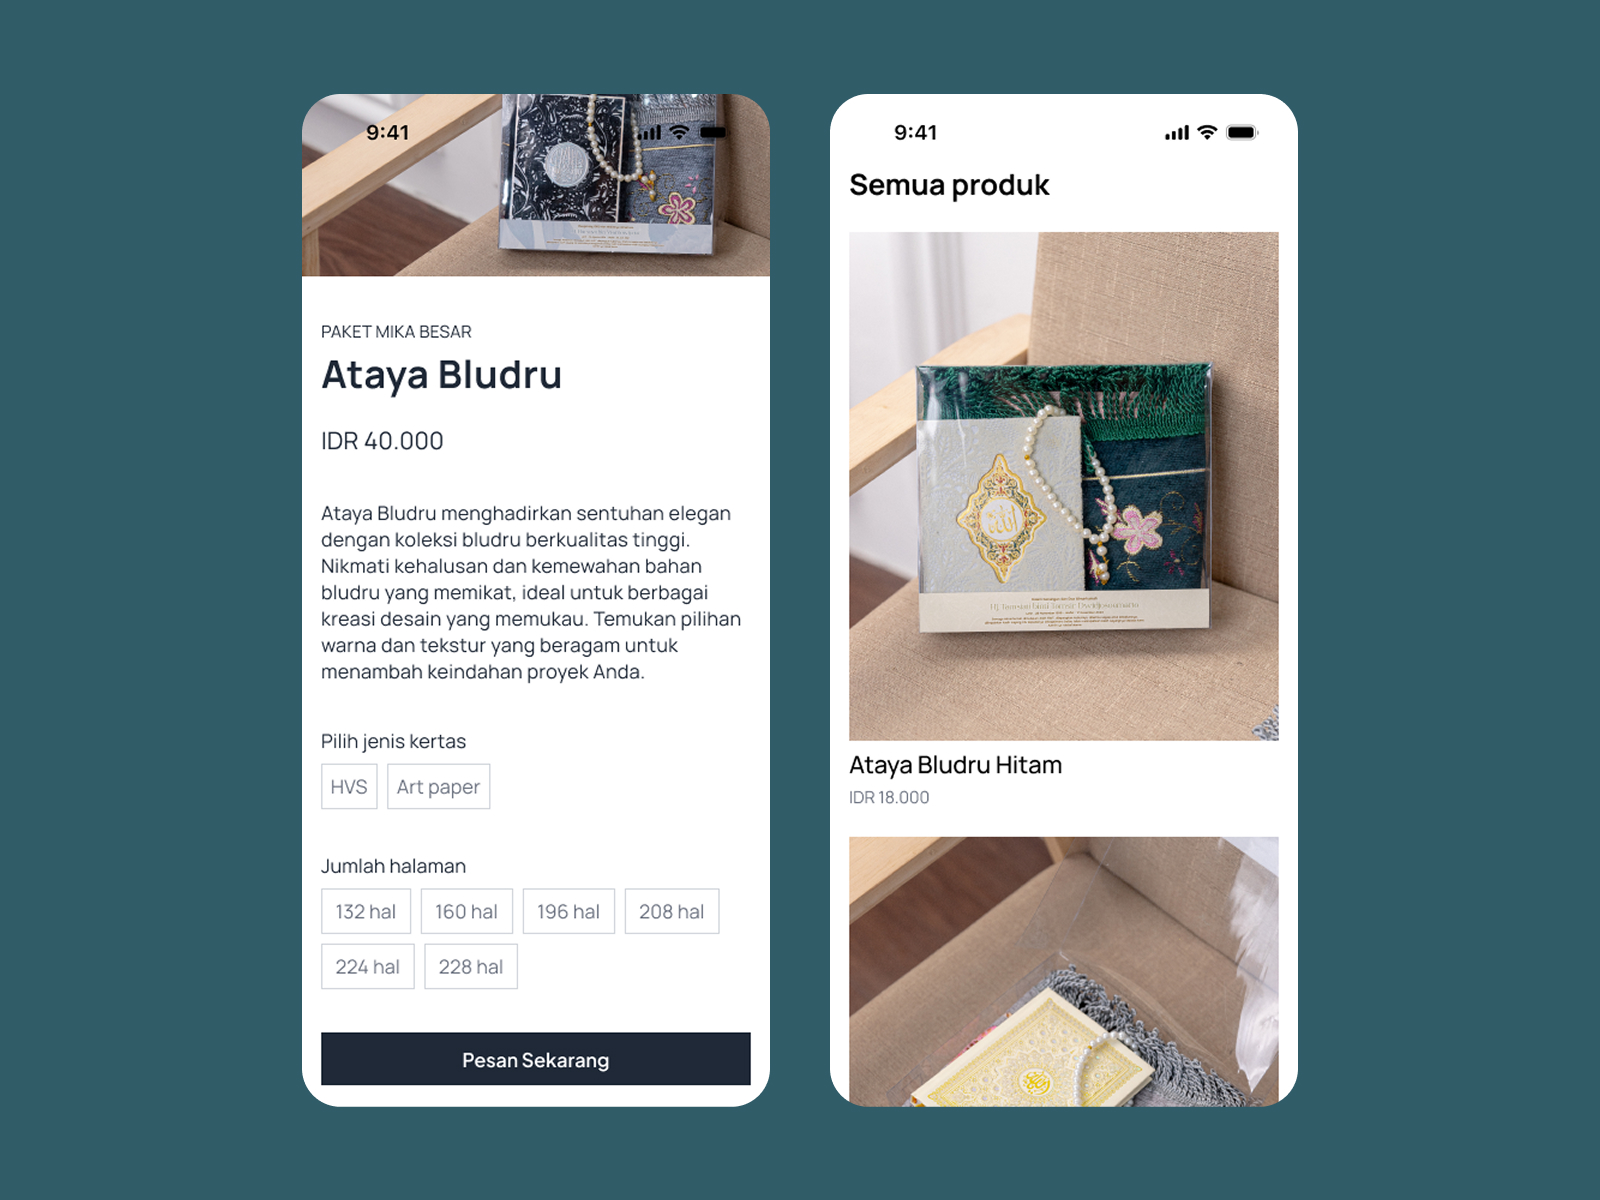 9:41
PAKET MIKA BESAR
Ataya Bludru
IDR 40.000
Ataya Bludru menghadirkan sentuhan elegan
dengan koleksi bludru berkualitas tinggi.
Nikmati kehalusan dan kemewahan bahan
bludru yang memikat, ideal untuk berbagai
kreasi desain yang memukau. Temukan pilihan
warna dan tekstur yang beragam untuk
menambah keindahan proyek Anda.
Pilih jenis kertas
HVS
Art paper
Jumlah halaman
132 hal
160 hal
196 hal
208 hal
224 hal
228 hal
Pesan Sekarang
9:41
Semua produk
الله
Ataya Bludru Hitam
IDR 18.000